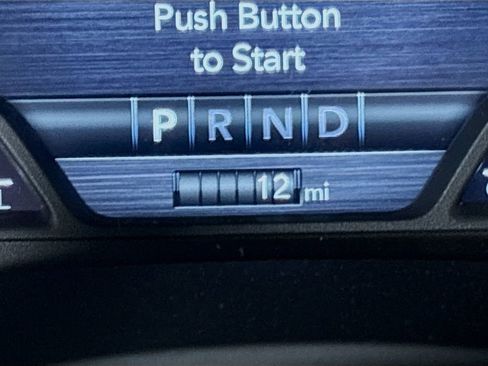 Push Button
to Start
P R N D
12 mi